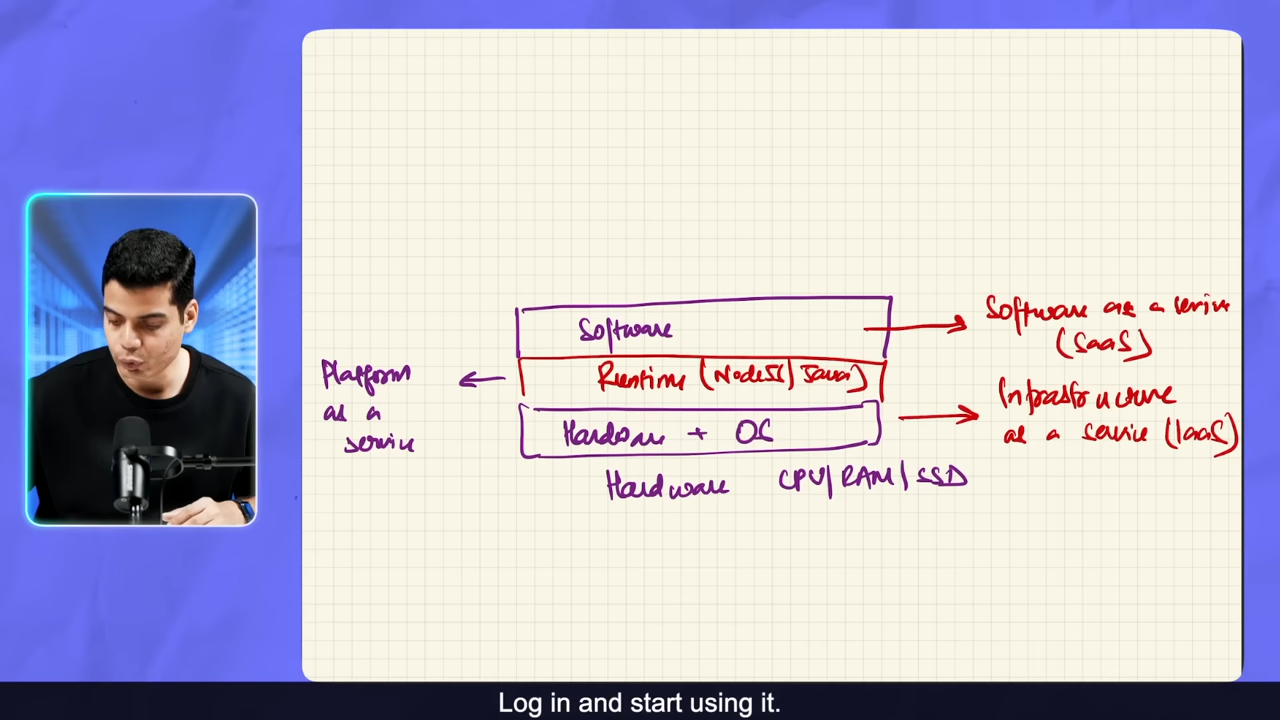 Software
Software as a service
(SaaS)
Platform
as a
service
Runtime (NodeJS/Java)
Infrastructure
as a service (IaaS)
Hardware + OS
Hardware CPU/RAM/SSD
Log in and start using it.